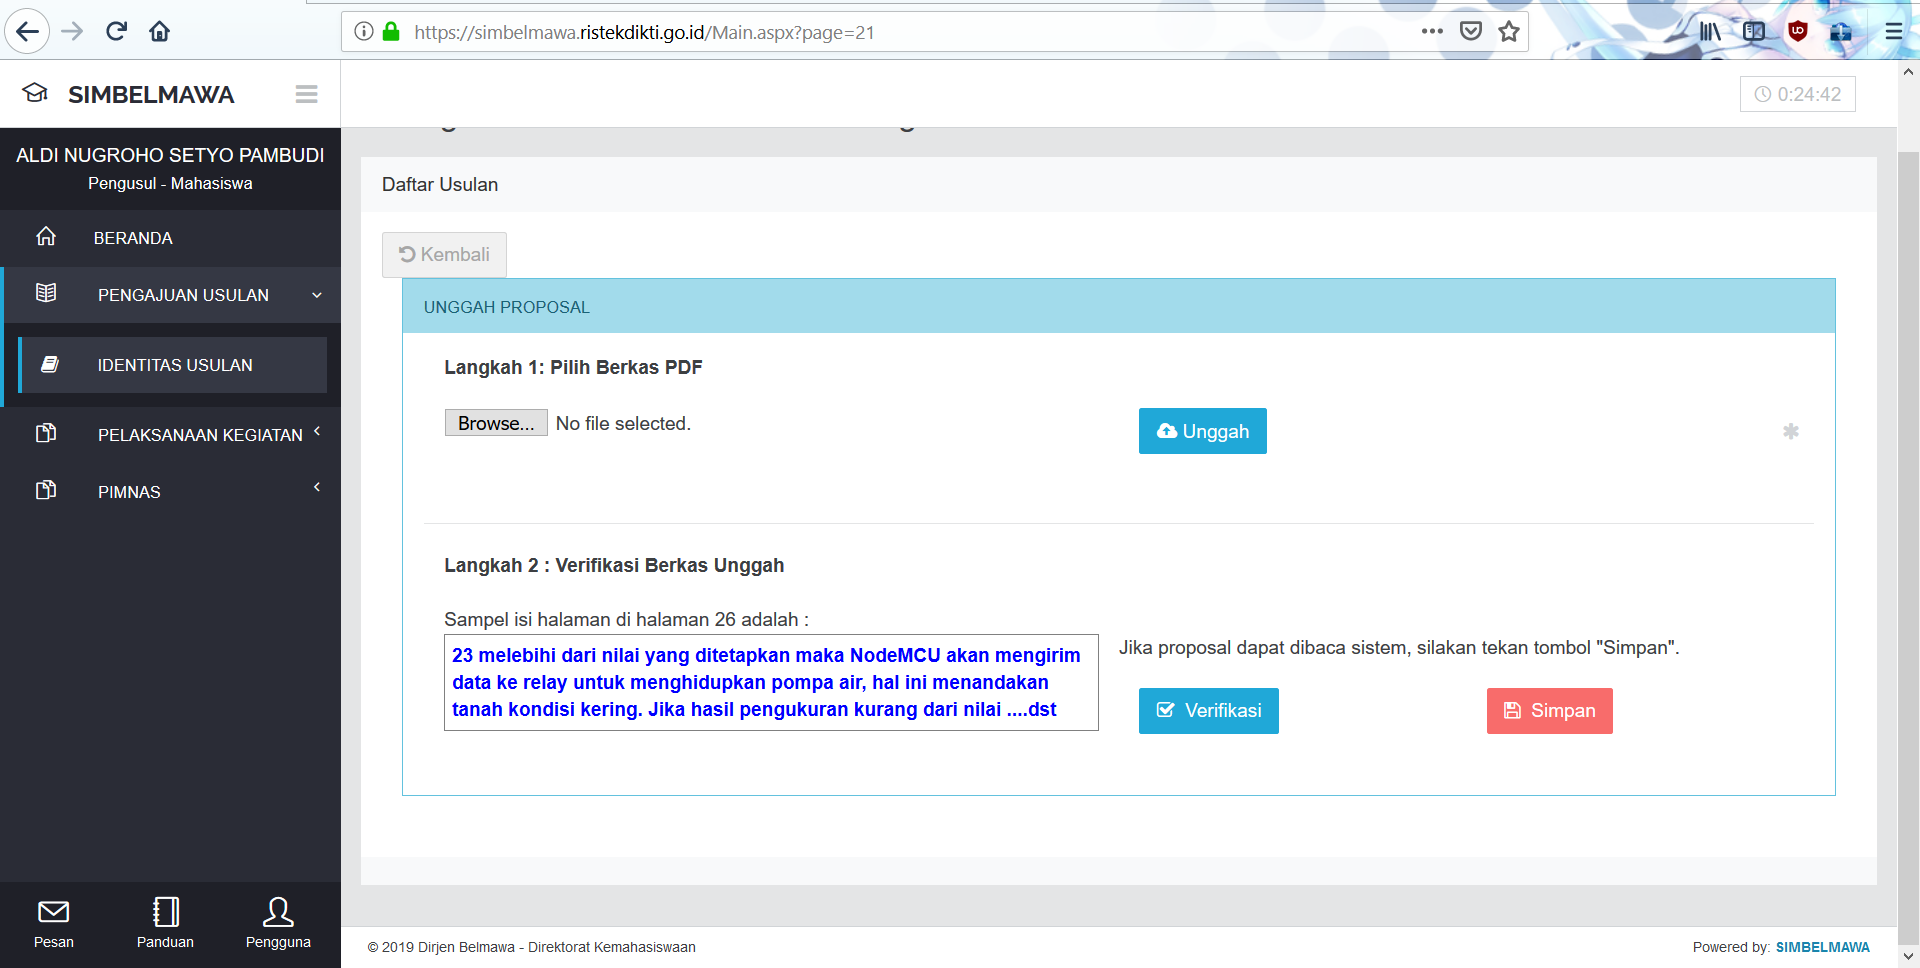 https://simbelmawa.ristekdikti.go.id/Main.aspx?page=21
SIMBELMAWA
0:24:42
ALDI NUGROHO SETYO PAMBUDI
Pengusul - Mahasiswa
BERANDA
PENGAJUAN USULAN
IDENTITAS USULAN
PELAKSANAAN KEGIATAN
PIMNAS
Pesan
Panduan
Pengguna
Daftar Usulan
Kembali
UNGGAH PROPOSAL
Langkah 1: Pilih Berkas PDF
Browse... No file selected.
Unggah
Langkah 2 : Verifikasi Berkas Unggah
Sampel isi halaman di halaman 26 adalah :
23 melebihi dari nilai yang ditetapkan maka NodeMCU akan mengirim
data ke relay untuk menghidupkan pompa air, hal ini menandakan
tanah kondisi kering. Jika hasil pengukuran kurang dari nilai ....dst
Jika proposal dapat dibaca sistem, silakan tekan tombol "Simpan".
Verifikasi
Simpan
© 2019 Dirjen Belmawa - Direktorat Kemahasiswaan
Powered by: SIMBELMAWA